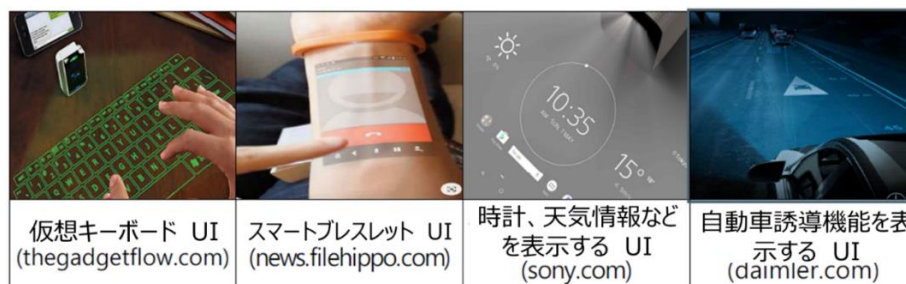 10:35
15°
仮想キーボード UI
(thegadgetflow.com)
スマートブレスレット UI
(news.filehippo.com)
時計、天気情報など
を表示する UI
(sony.com)
自動車誘導機能を表
示する UI
(daimler.com)